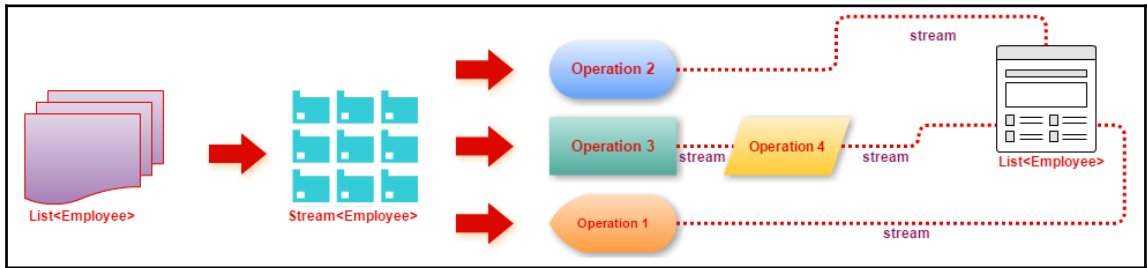 stream
Operation 2
Operation 3
stream
Operation 4
stream
List<Employee>
List<Employee>
Stream<Employee>
Operation 1
stream